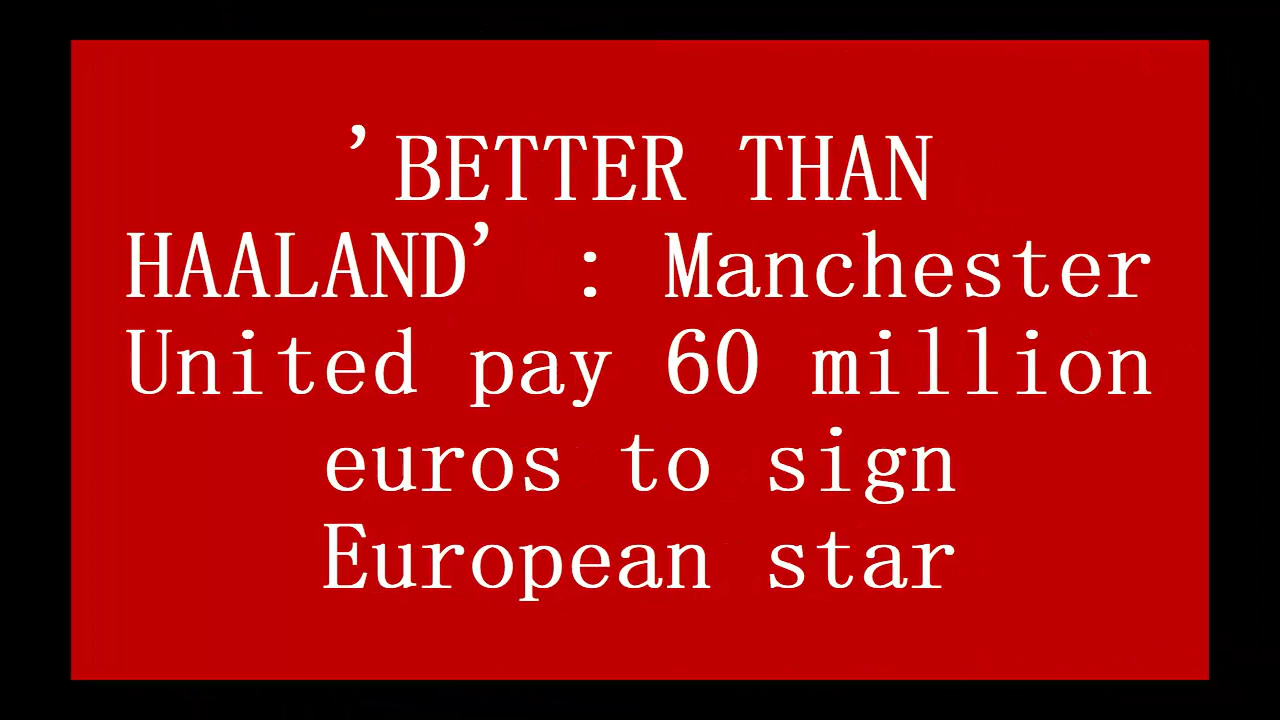 ’BETTER THAN
HAALAND’ : Manchester
United pay 60 million
euros to sign
European star